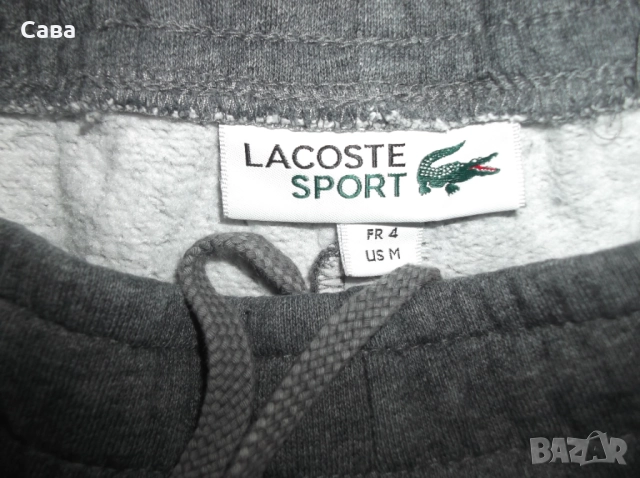 Сава
LACOSTE
SPORT
FR 4
US M
BAZAR